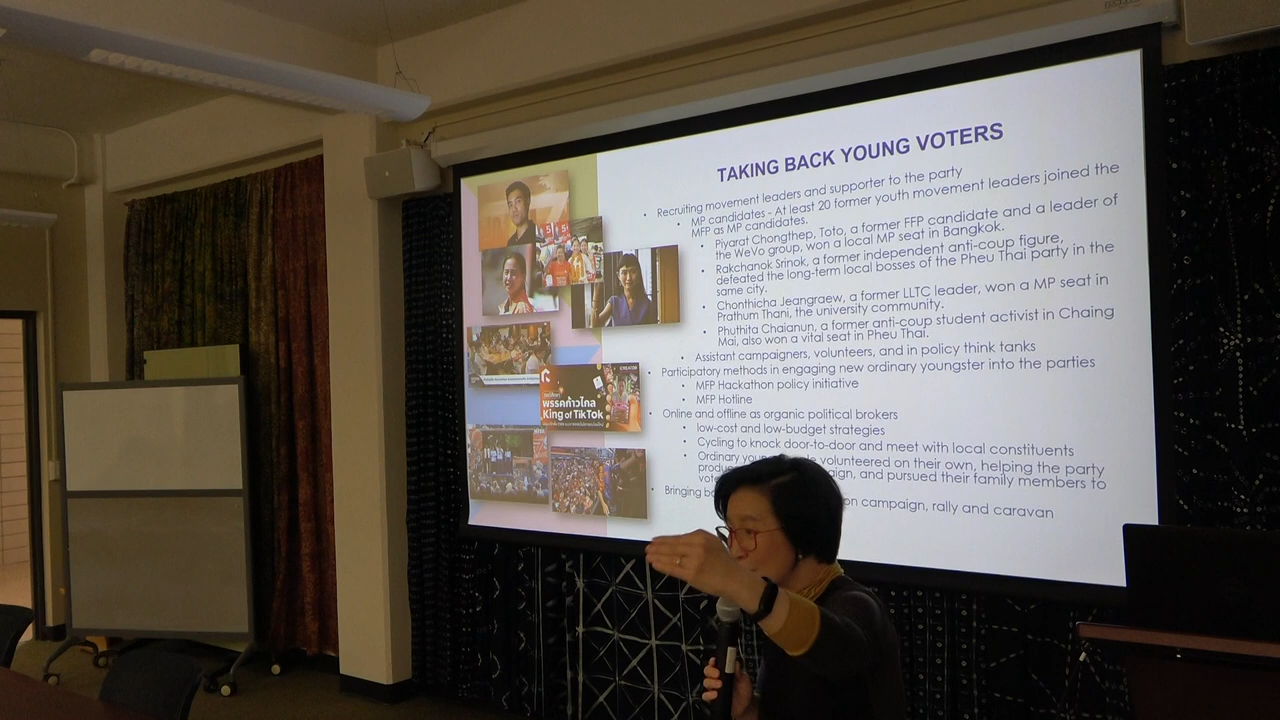 TAKING BACK YOUNG VOTERS
• Recruiting movement leaders and supporter to the party
• MP candidates - At least 20 former youth movement leaders joined the
MFP as MP candidates.
• Piyarat Chongthep, Toto, a former FFP candidate and a leader of
the WeVo group, won a local MP seat in Bangkok.
• Rakchanok Srinok, a former independent anti-coup figure,
defeated the long-term local bosses of the Pheu Thai party in the
same city.
• Chonthicha Jeangraew, a former LLTC leader, won a MP seat in
Prathum Thani, the university community.
• Phuthita Chaianun, a former anti-coup student activist in Chaing
Mai, also won a vital seat in Pheu Thai.
• Assistant campaigners, volunteers, and in policy think tanks
• Participatory methods in engaging new ordinary youngster into the parties
• MFP Hackathon policy initiative
• MFP Hotline
• Online and offline as organic political brokers
• low-cost and low-budget strategies
• Cycling to knock door-to-door and meet with local constituents
• Ordinary volunteered on their own, helping the party
and pursued their family members to
• Bringing campaign, rally and caravan
พรรคก้าวไกล
King of TikTok